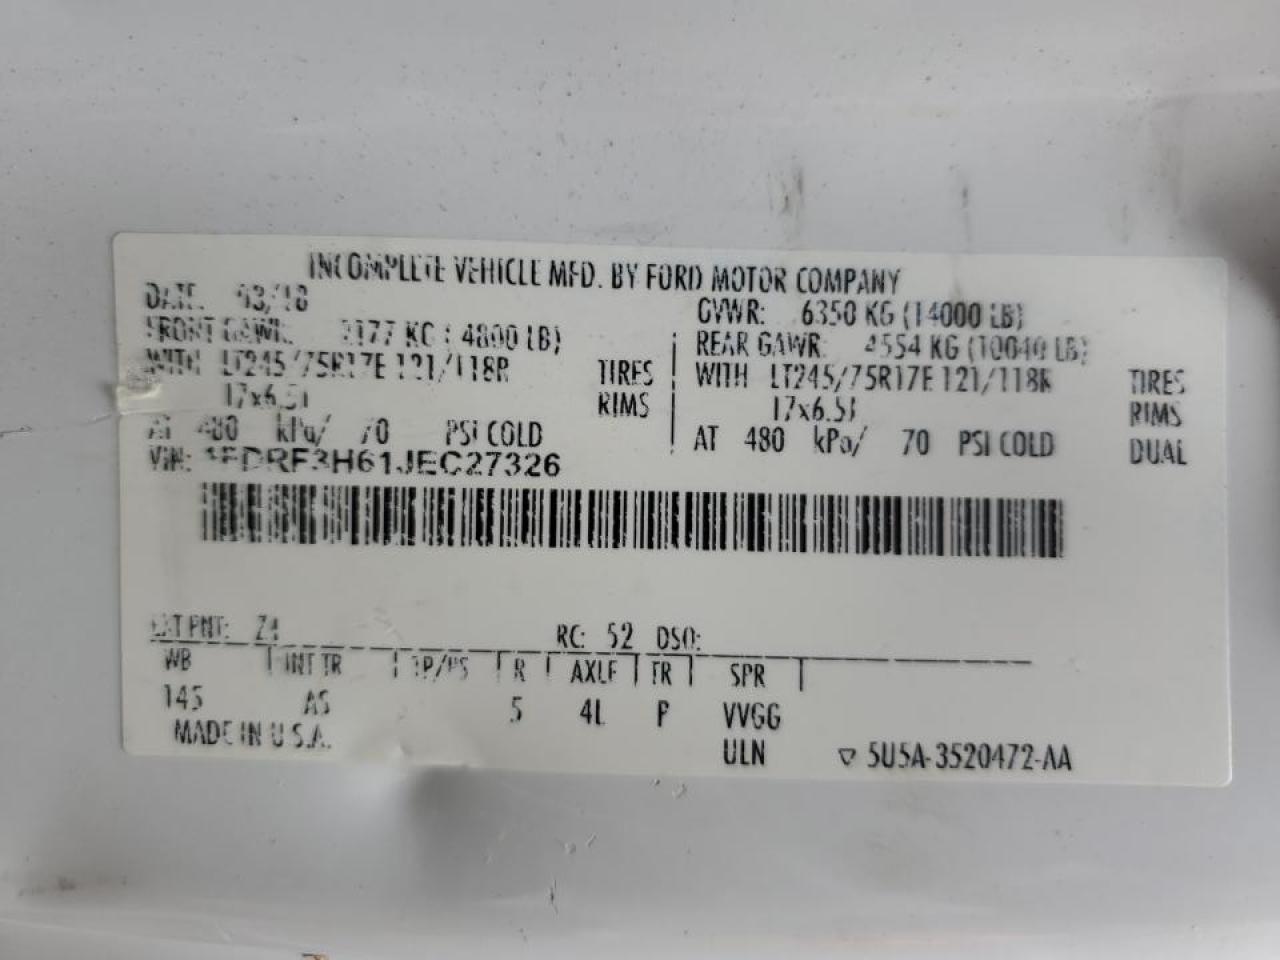 INCOMPLETE VEHICLE MFD. BY FORD MOTOR COMPANY
DATE: 03/18
GVWR: 6350 KG (14000 LB)
FRONT GAWR: 2177 KG (4800 LB)
REAR GAWR: 4554 KG (10040 LB)
WITH LT245/75R17E 121/118R TIRES
WITH LT245/75R17E 121/118R TIRES
17x6.5J RIMS
17x6.5J RIMS
AT 480 kPa/ 70 PSI COLD
AT 480 kPa/ 70 PSI COLD DUAL
VIN: 1FDRF3H61JEC27326
EXT PNT: Z1 RC: 52 DSO:
WB INT TR TP/PS R AXLE TR SPR
145 AS 5 4L P VVGG
MADE IN U.S.A.
ULN 5U5A-3520472-AA